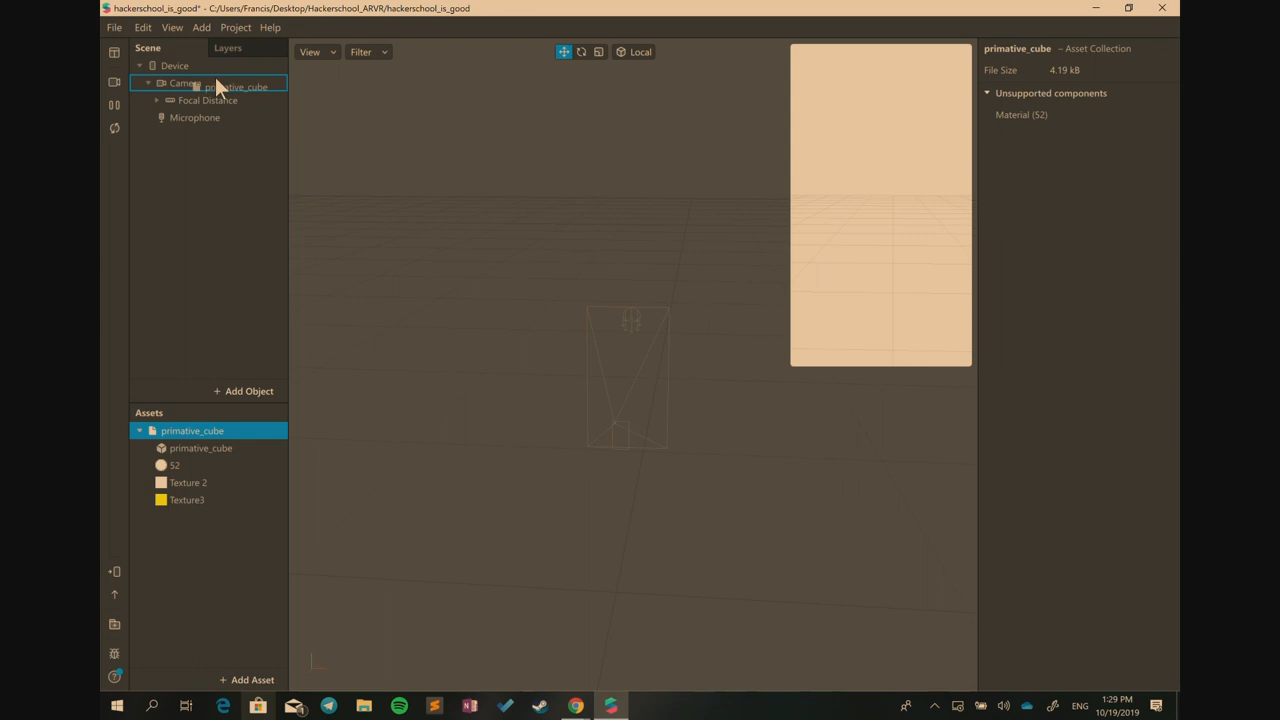 hackerschool_is_good* - C:/Users/Francis/Desktop/Hackerschool_ARVR/hackerschool_is_good
File Edit View Add Project Help
Scene Layers
Device
Camera
primative_cube
Focal Distance
Microphone
+ Add Object
Assets
primative_cube
primative_cube
52
Texture 2
Texture3
+ Add Asset
View Filter Local
primative_cube – Asset Collection
File Size 4.19 kB
Unsupported components
Material (52)
ENG
1:29 PM
10/19/2019